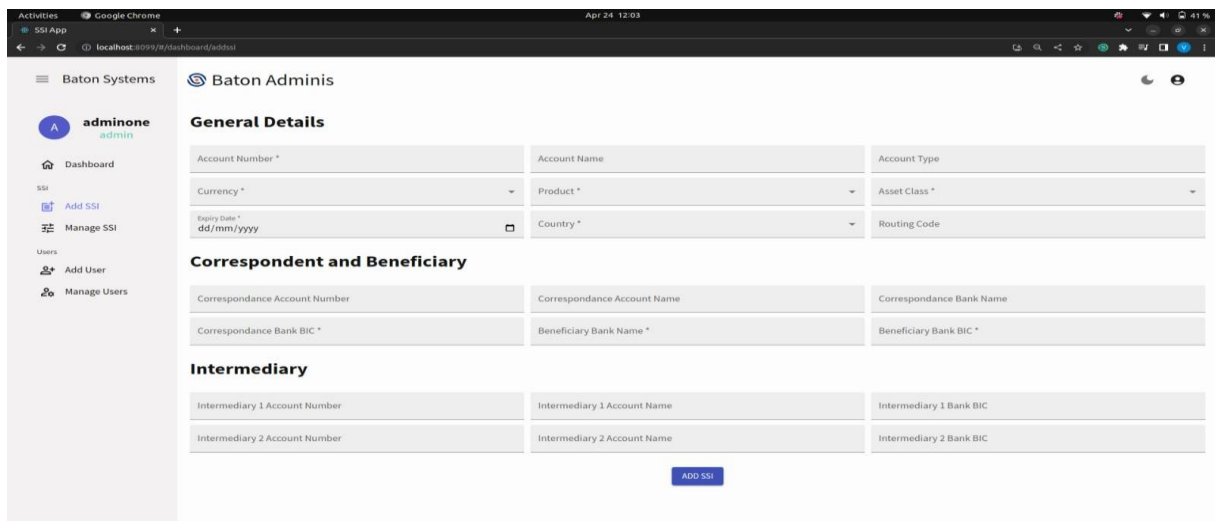 Activities Google Chrome Apr 24 12:03 41 %
SSI App
localhost:8099/#/dashboard/addssi
Baton Systems
Baton Adminis
A
adminone
admin
Dashboard
SSI
Add SSI
Manage SSI
Users
Add User
Manage Users
General Details
Account Number * Account Name Account Type
Currency * Product * Asset Class *
Expiry Date *
dd/mm/yyyy
Country * Routing Code
Correspondent and Beneficiary
Correspondance Account Number Correspondance Account Name Correspondance Bank Name
Correspondance Bank BIC * Beneficiary Bank Name * Beneficiary Bank BIC *
Intermediary
Intermediary 1 Account Number Intermediary 1 Account Name Intermediary 1 Bank BIC
Intermediary 2 Account Number Intermediary 2 Account Name Intermediary 2 Bank BIC
ADD SSI